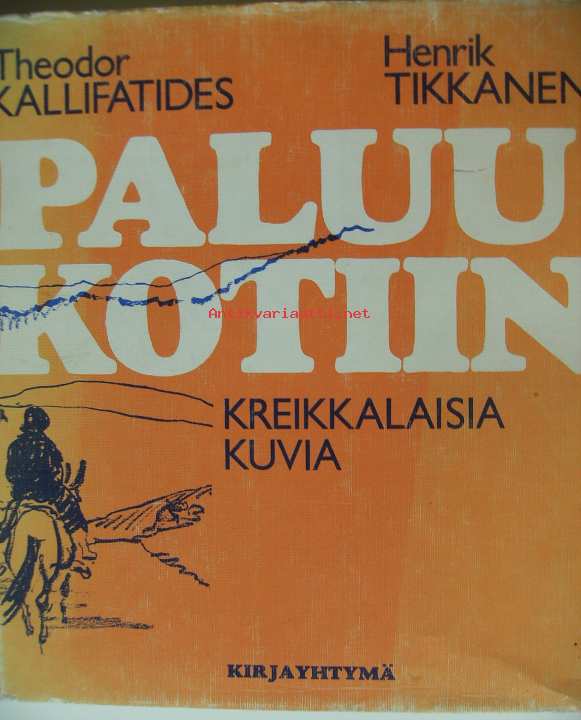 Theodor
KALLIFATIDES
Henrik
TIKKANEN
PALUU
KOTIIN
Antikvariaatti.net
KREIKKALAISIA
KUVIA
KIRJAYHTYMÄ